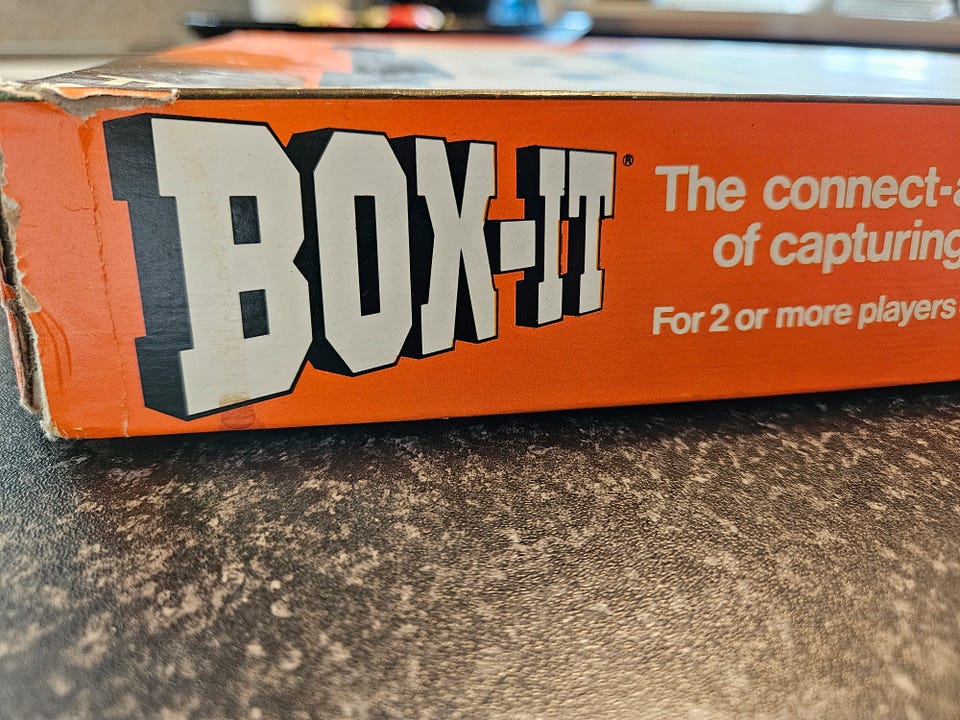 BOX-IT®
The connect-a
of capturing
For 2 or more players